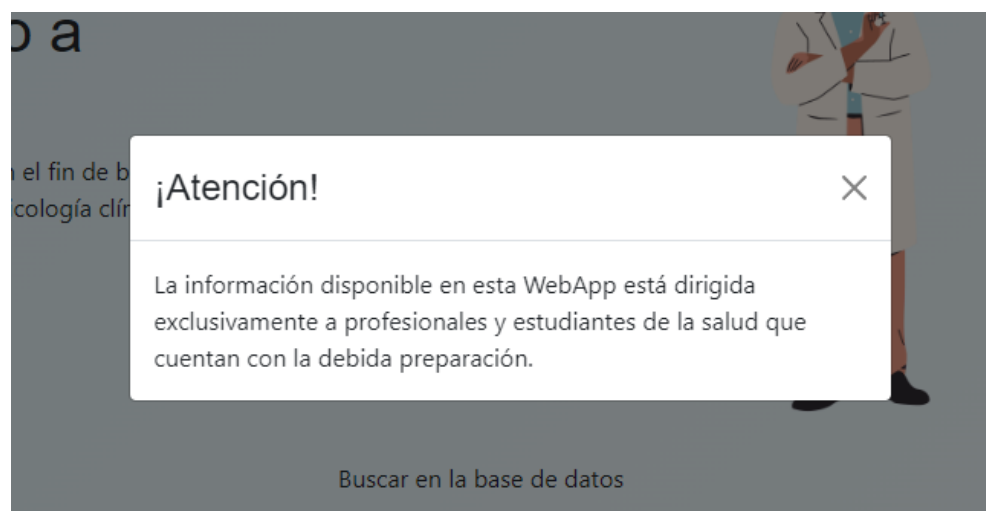 o a
el fin de b
icología clír
¡Atención!
La información disponible en esta WebApp está dirigida
exclusivamente a profesionales y estudiantes de la salud que
cuentan con la debida preparación.
Buscar en la base de datos